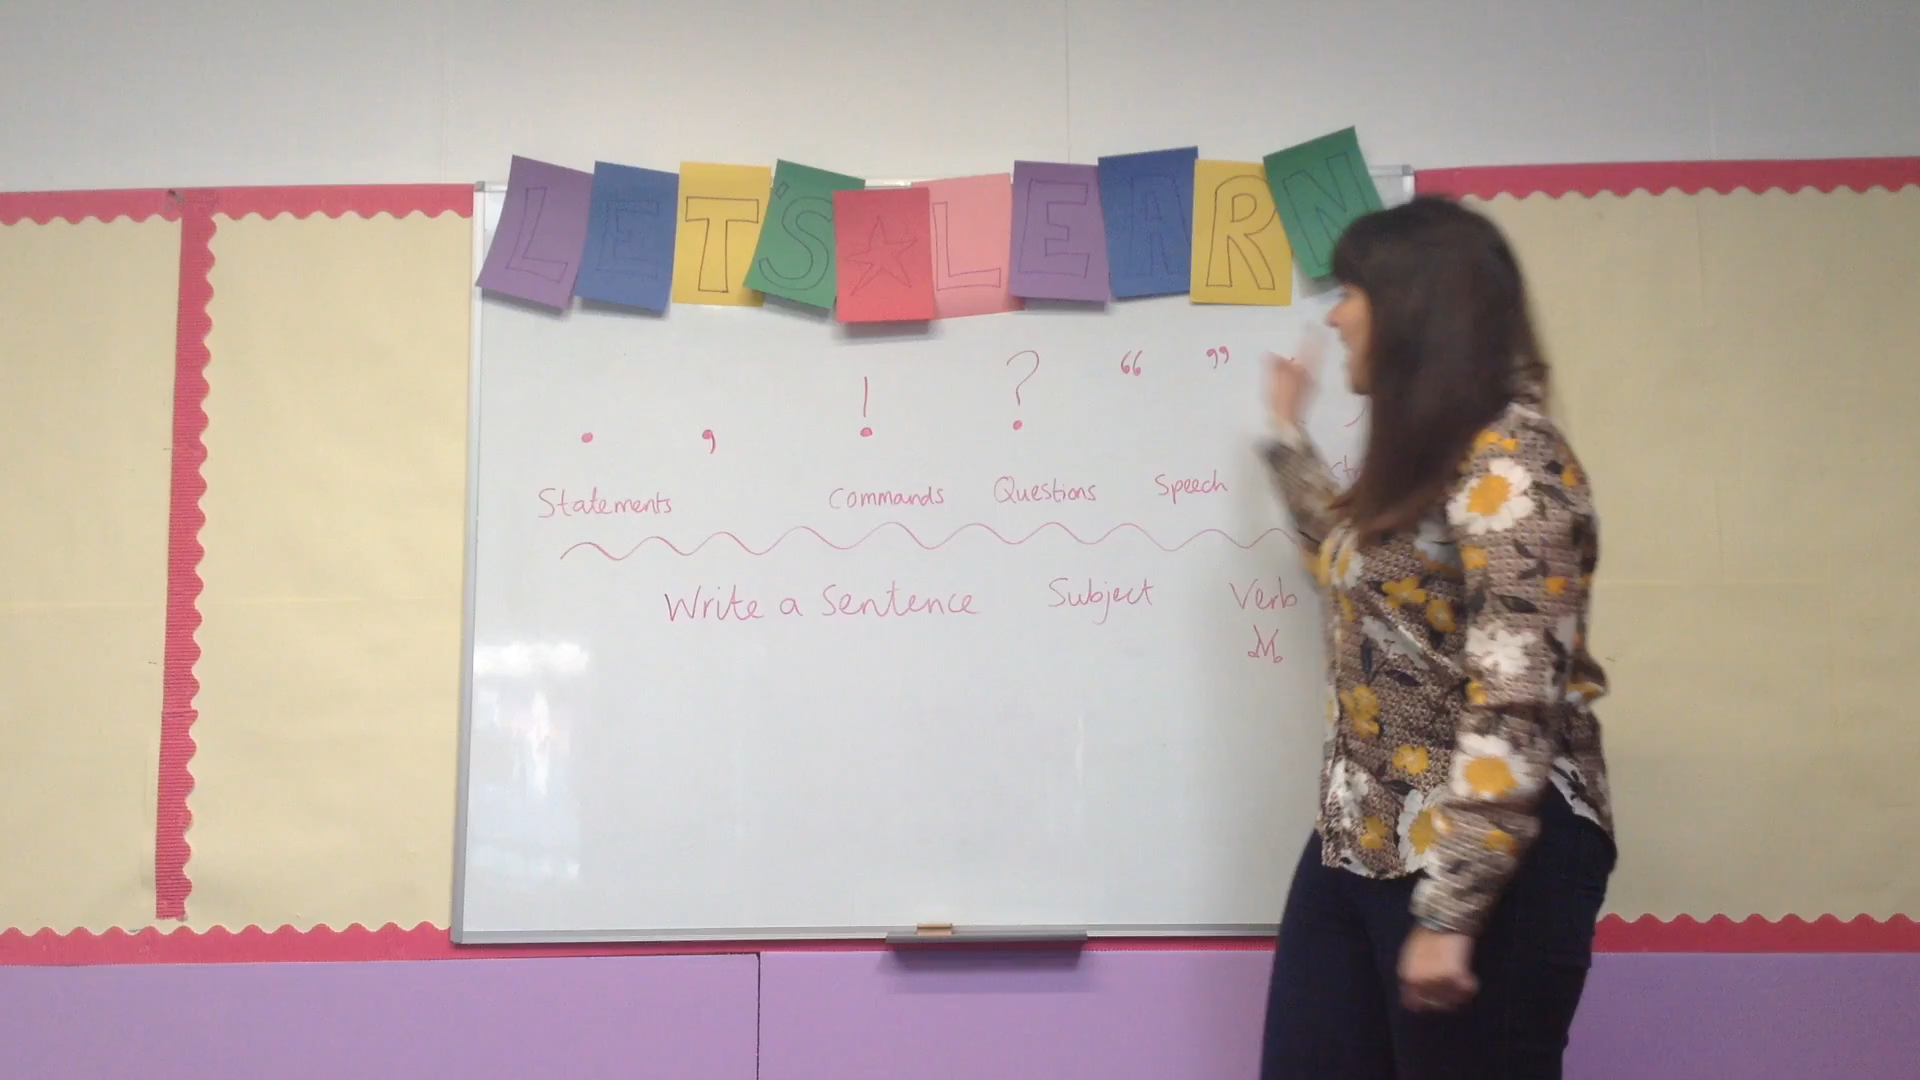 LET'S ★ LEARN
. , ! ? “ ”
Statements Commands Questions Speech
Write a Sentence Subject Verb